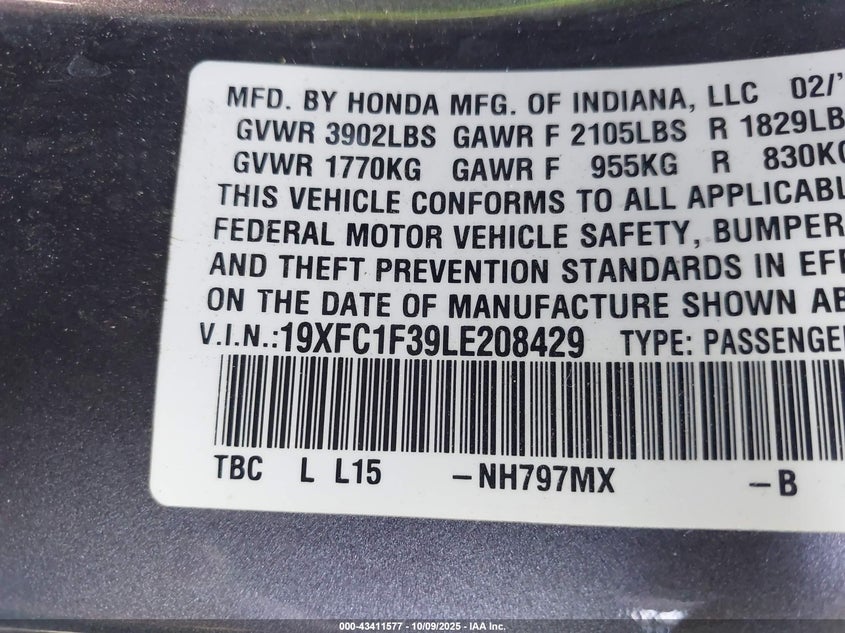 MFD. BY HONDA MFG. OF INDIANA, LLC 02/'
GVWR 3902LBS GAWR F 2105LBS R 1829LB
GVWR 1770KG GAWR F 955KG R 830KG
THIS VEHICLE CONFORMS TO ALL APPLICABL
FEDERAL MOTOR VEHICLE SAFETY, BUMPER
AND THEFT PREVENTION STANDARDS IN EFF
ON THE DATE OF MANUFACTURE SHOWN AB
V.I.N.:19XFC1F39LE208429 TYPE: PASSENGE
TBC L L15 -NH797MX -B
000-43411577 | 10/09/2025 | IAA Inc.